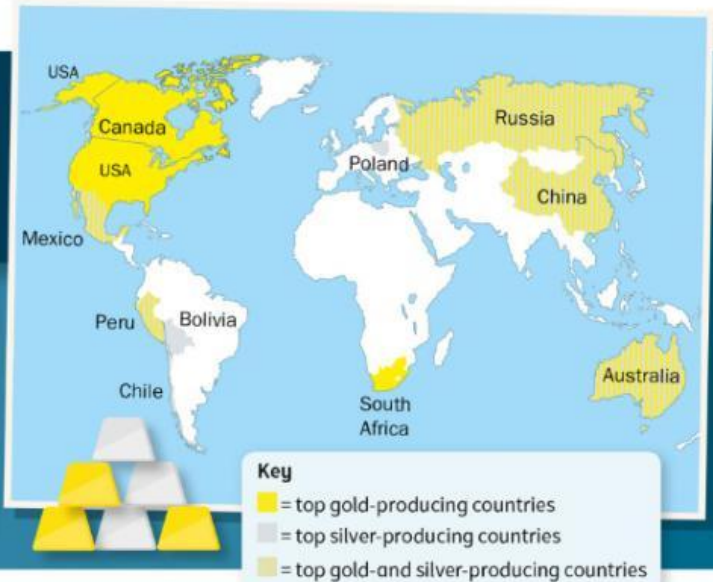 USA
Canada
USA
Mexico
Peru
Bolivia
Chile
Poland
Russia
China
South
Africa
Australia
Key
= top gold-producing countries
= top silver-producing countries
= top gold-and silver-producing countries